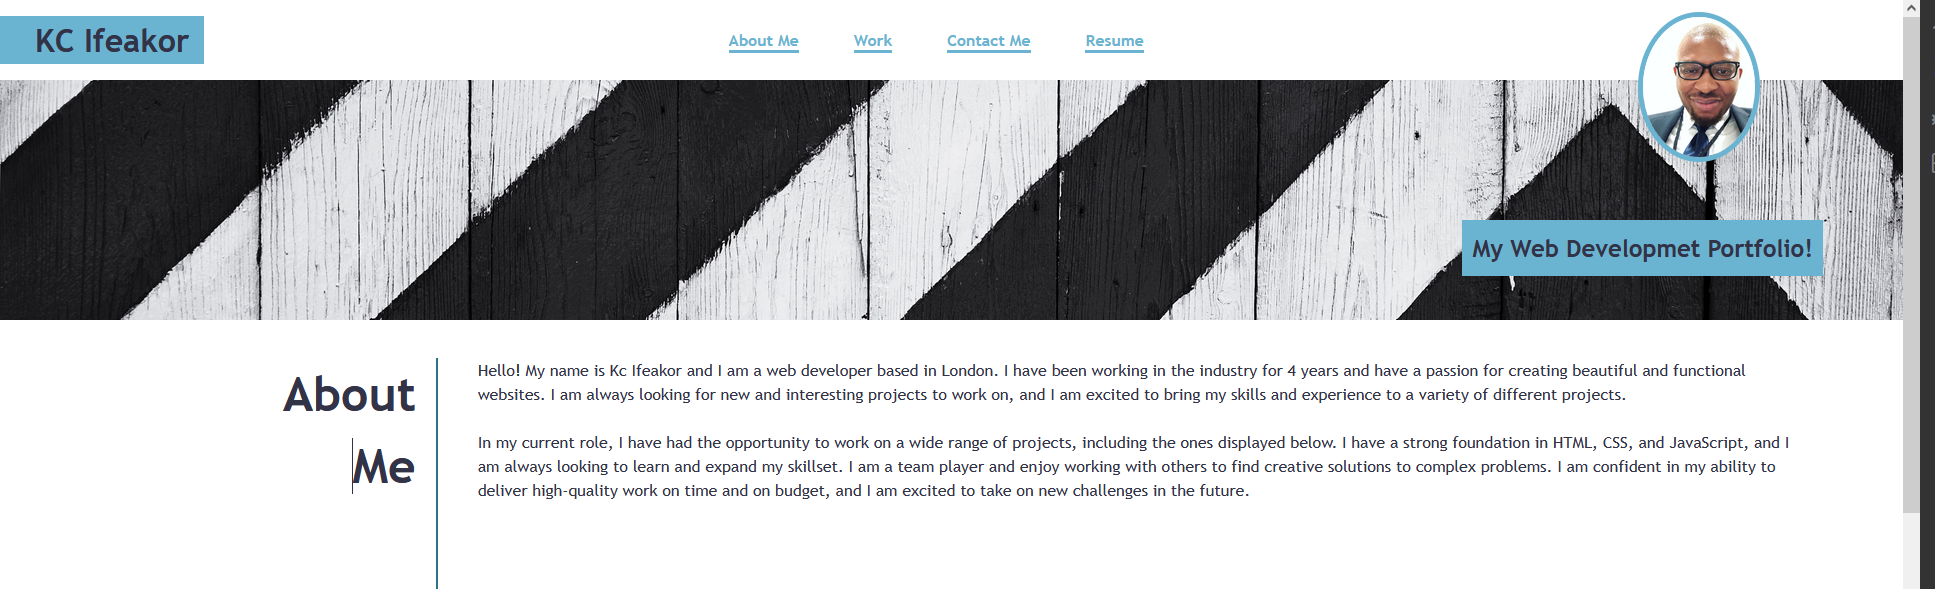 KC Ifeakor
About Me Work Contact Me Resume
My Web Developmet Portfolio!
About
Me
Hello! My name is Kc Ifeakor and I am a web developer based in London. I have been working in the industry for 4 years and have a passion for creating beautiful and functional
websites. I am always looking for new and interesting projects to work on, and I am excited to bring my skills and experience to a variety of different projects.
In my current role, I have had the opportunity to work on a wide range of projects, including the ones displayed below. I have a strong foundation in HTML, CSS, and JavaScript, and I
am always looking to learn and expand my skillset. I am a team player and enjoy working with others to find creative solutions to complex problems. I am confident in my ability to
deliver high-quality work on time and on budget, and I am excited to take on new challenges in the future.